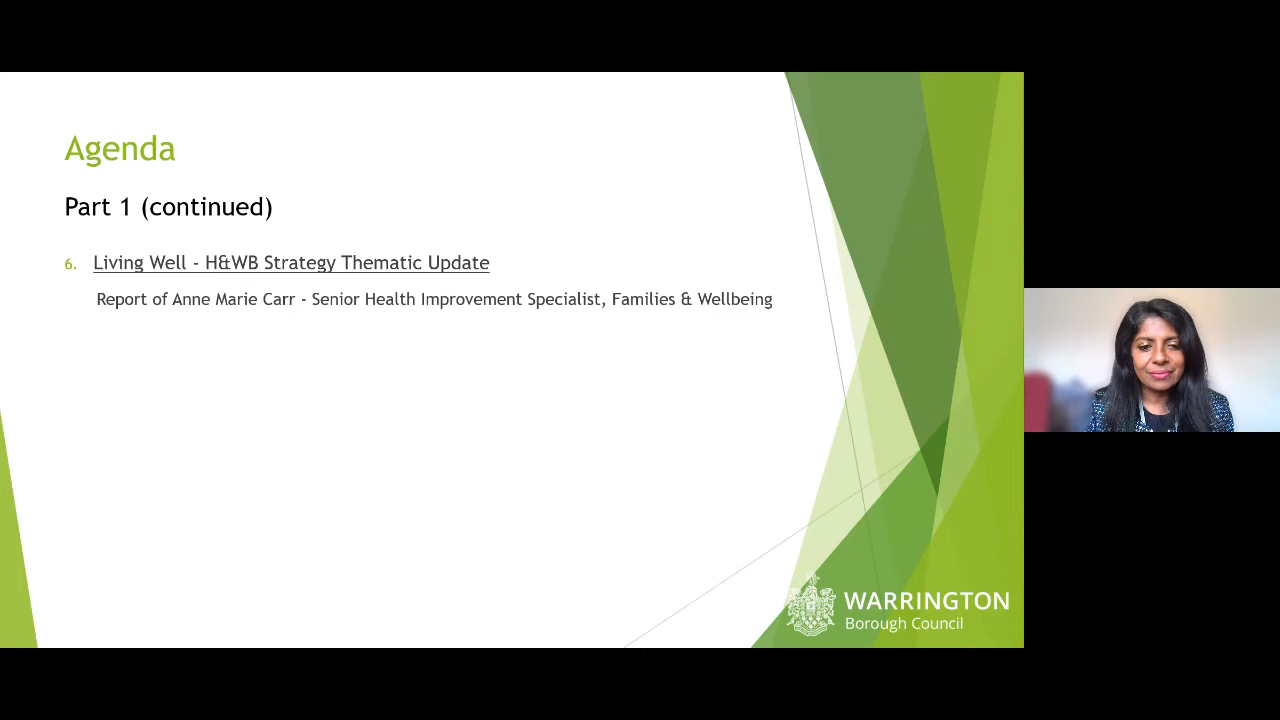 Agenda
Part 1 (continued)
6. Living Well - H&WB Strategy Thematic Update
Report of Anne Marie Carr - Senior Health Improvement Specialist, Families & Wellbeing
WARRINGTON
Borough Council